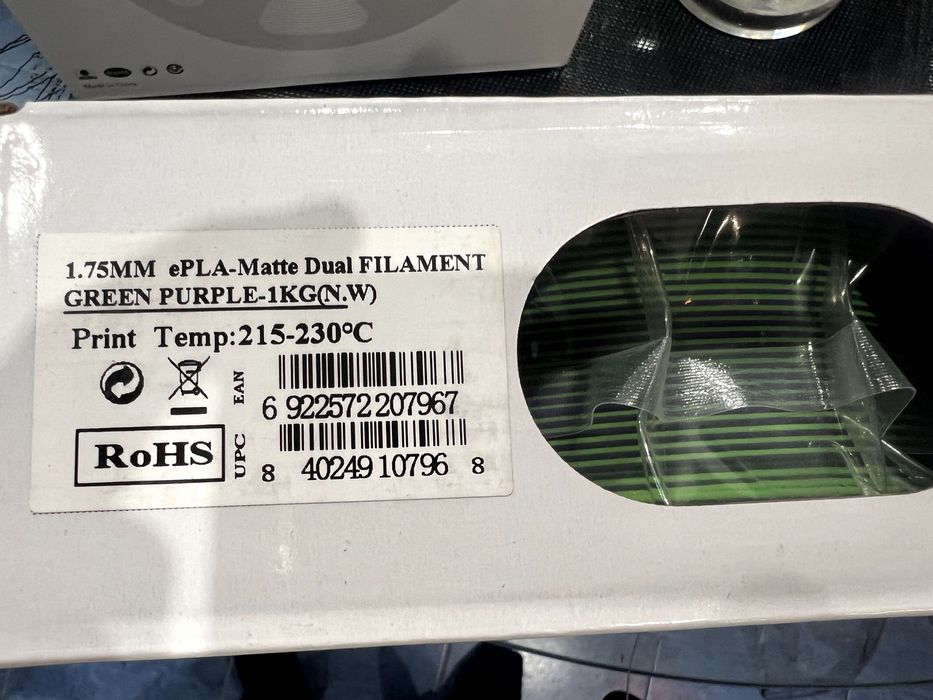 1.75MM ePLA-Matte Dual FILAMENT
GREEN PURPLE-1KG(N.W)
Print Temp:215-230°C
EAN
6 922572 207967
RoHS
UPC
8 40249 10796 8